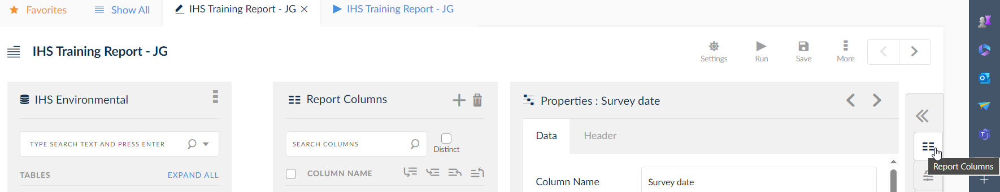 Favorites
Show All
IHS Training Report - JG
IHS Training Report - JG
IHS Training Report - JG
Settings
Run
Save
More
IHS Environmental
TYPE SEARCH TEXT AND PRESS ENTER
TABLES
EXPAND ALL
Report Columns
SEARCH COLUMNS
Distinct
COLUMN NAME
Properties : Survey date
Data
Header
Column Name
Survey date
Report Columns